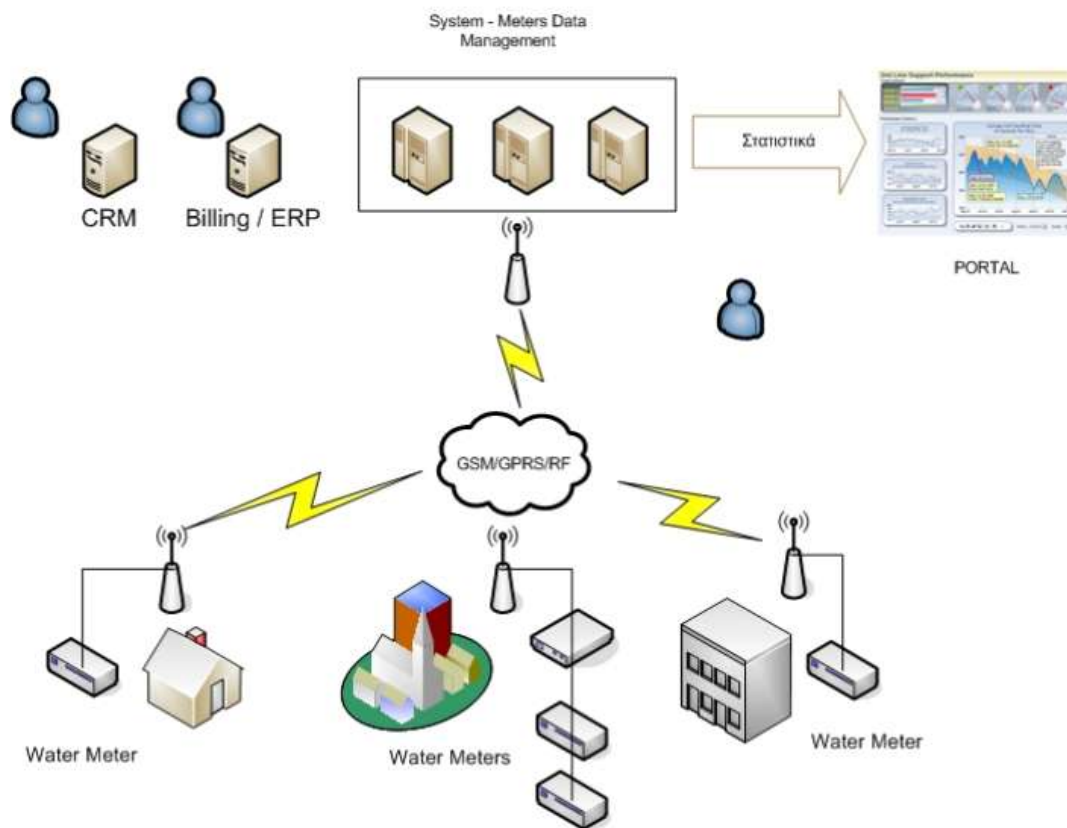 System - Meters Data
Management
Στατιστικά
CRM
Billing / ERP
PORTAL
GSM/GPRS/RF
Water Meter
Water Meters
Water Meter